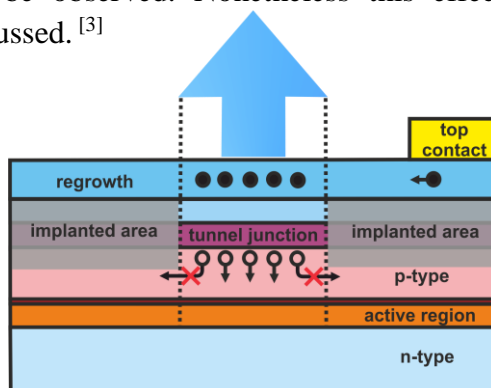 be observed. Nonetheless this effe
ussed. [3]
top
contact
regrowth
implanted area
tunnel junction
implanted area
p-type
active region
n-type